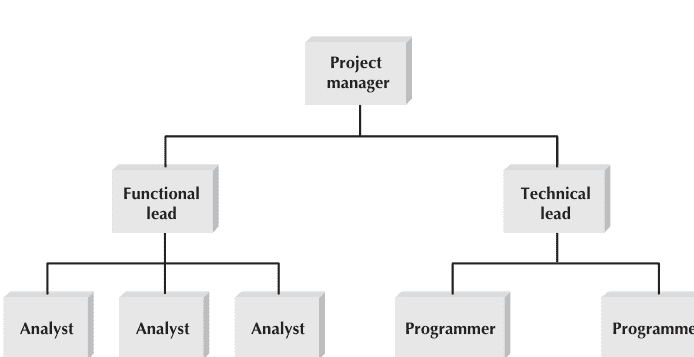 Project
manager
Functional
lead
Technical
lead
Analyst
Analyst
Analyst
Programmer
Programme